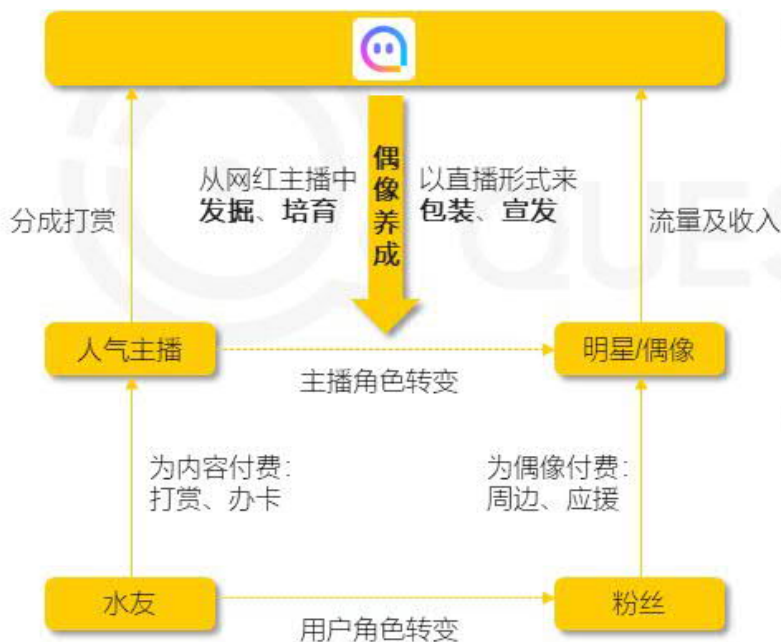 偶像养成
从网红主播中
发掘、培育
以直播形式来
包装、宣发
分成打赏
流量及收入
人气主播
明星/偶像
主播角色转变
为内容付费:
打赏、办卡
为偶像付费:
周边、应援
水友
粉丝
用户角色转变
QUES